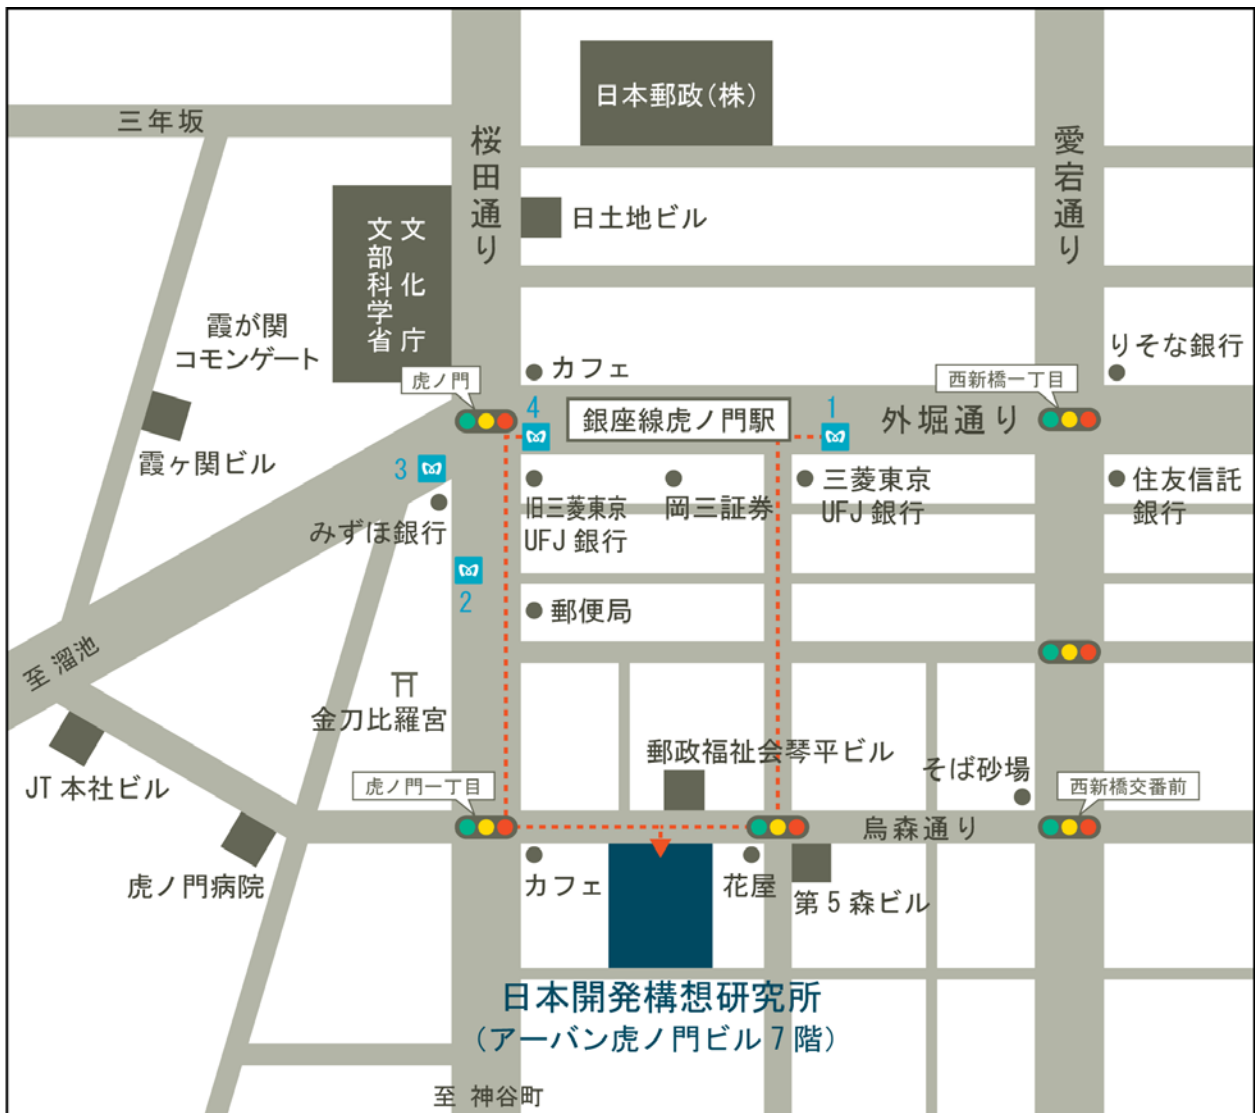 日本郵政(株)
三年坂
桜田通り
愛宕通り
文化庁
文部科学省
日土地ビル
霞が関
コモンゲート
カフェ
りそな銀行
虎ノ門
西新橋一丁目
4
銀座線虎ノ門駅
1
外堀通り
霞ヶ関ビル
3
みずほ銀行
旧三菱東京
UFJ銀行
岡三証券
三菱東京
UFJ銀行
住友信託
銀行
2
郵便局
至 溜池
金刀比羅宮
郵政福祉会琴平ビル
そば砂場
JT本社ビル
虎ノ門一丁目
西新橋交番前
烏森通り
虎ノ門病院
カフェ
花屋
第5森ビル
日本開発構想研究所
(アーバン虎ノ門ビル7階)
至 神谷町